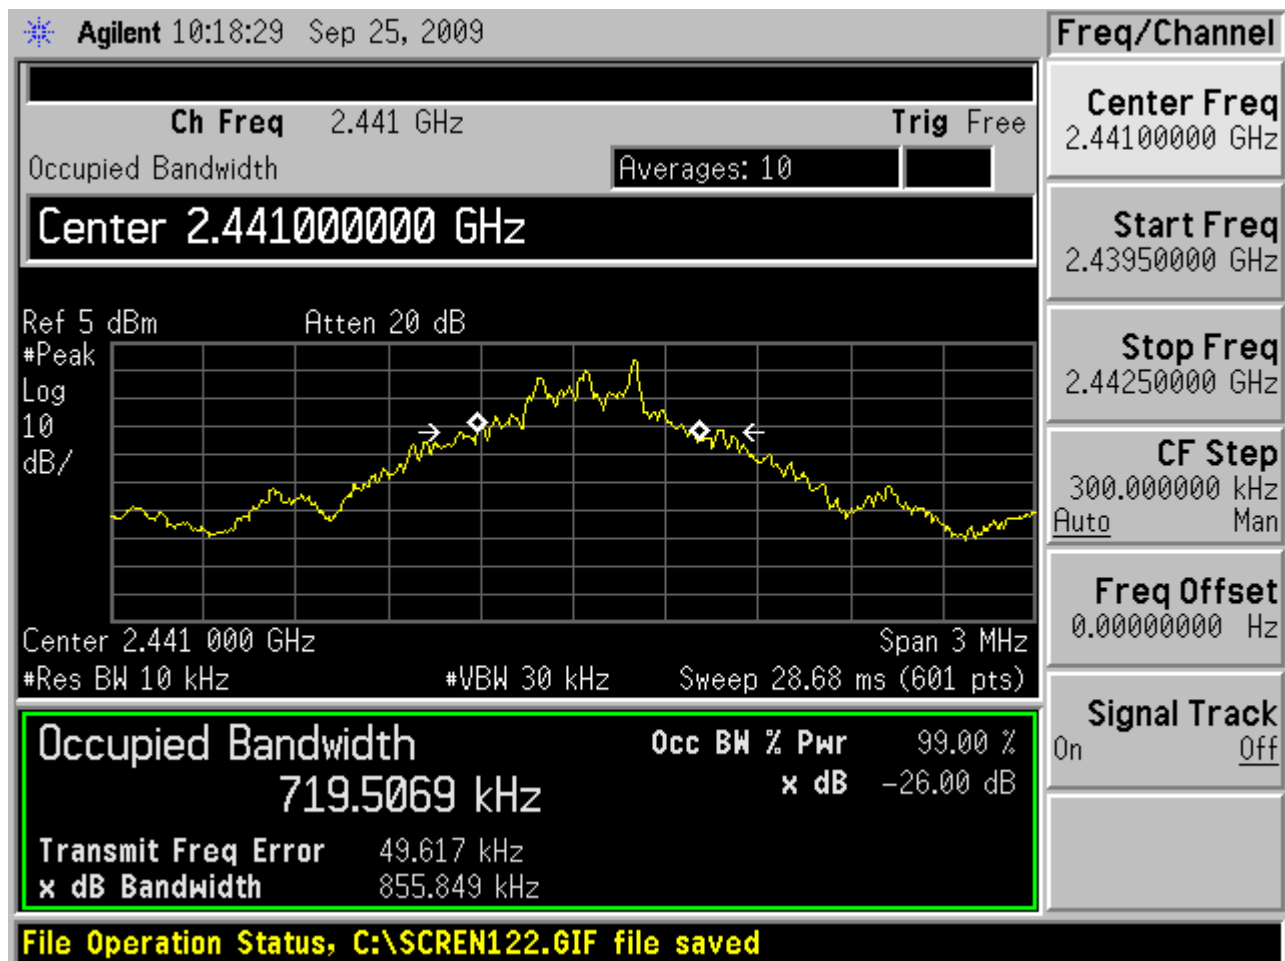 Agilent 10:18:29 Sep 25, 2009
Freq/Channel
Ch Freq 2.441 GHz Trig Free
Occupied Bandwidth Averages: 10
Center 2.441000000 GHz
Ref 5 dBm Atten 20 dB
#Peak
Log
10
dB/
Center 2.441 000 GHz Span 3 MHz
#Res BW 10 kHz #VBW 30 kHz Sweep 28.68 ms (601 pts)
Occupied Bandwidth
719.5069 kHz
Occ BW % Pwr 99.00 %
x dB -26.00 dB
Transmit Freq Error 49.617 kHz
x dB Bandwidth 855.849 kHz
File Operation Status, C:\SCREN122.GIF file saved
Center Freq
2.44100000 GHz
Start Freq
2.43950000 GHz
Stop Freq
2.44250000 GHz
CF Step
300.000000 kHz
Auto Man
Freq Offset
0.00000000 Hz
Signal Track
On Off